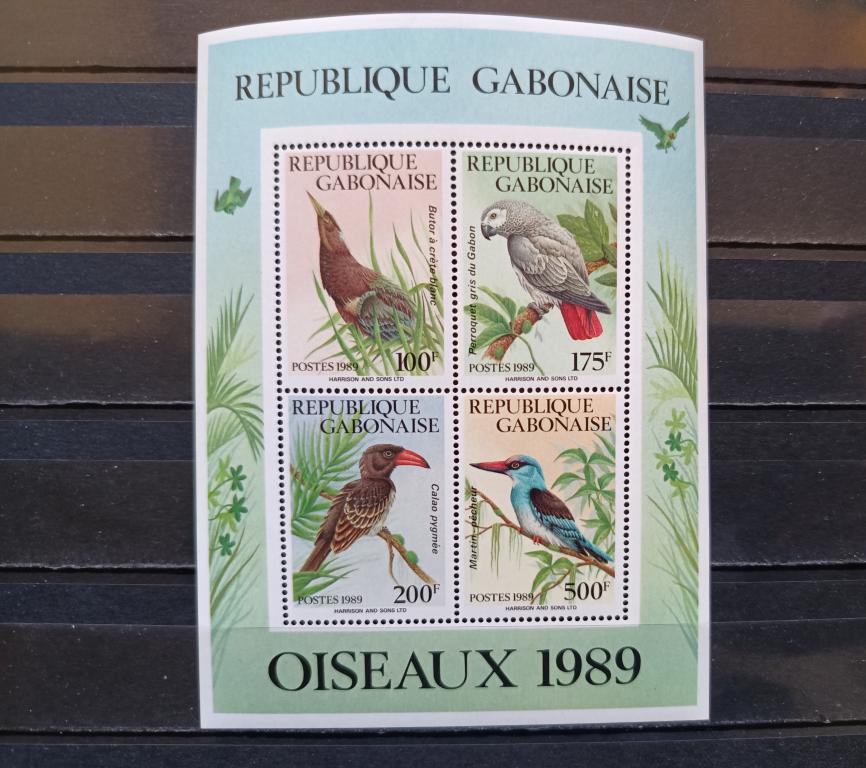 REPUBLIQUE GABONAISE
REPUBLIQUE
GABONAISE
Butor à crête blanc
100F
POSTES 1989
HARRISON AND SONS LTD
REPUBLIQUE
GABONAISE
Perroquet gris du Gabon
POSTES 1989
175F
HARRISON AND SONS LTD
REPUBLIQUE
GABONAISE
Calao pygmée
POSTES 1989
200F
HARRISON AND SONS LTD
REPUBLIQUE
GABONAISE
Martin-pêcheur
POSTES 1989
500F
HARRISON AND SONS LTD
OISEAUX 1989